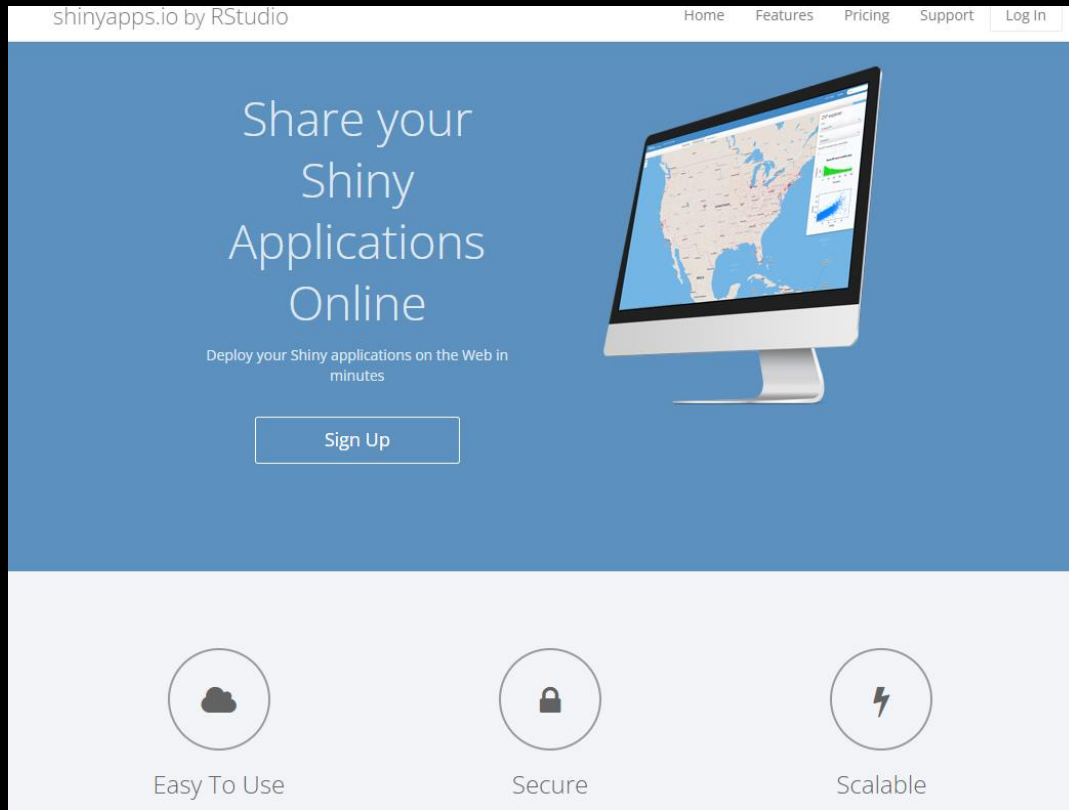 shinyapps.io by RStudio
Home Features Pricing Support Log In
Share your
Shiny
Applications
Online
Deploy your Shiny applications on the Web in
minutes
Sign Up
Easy To Use
Secure
Scalable